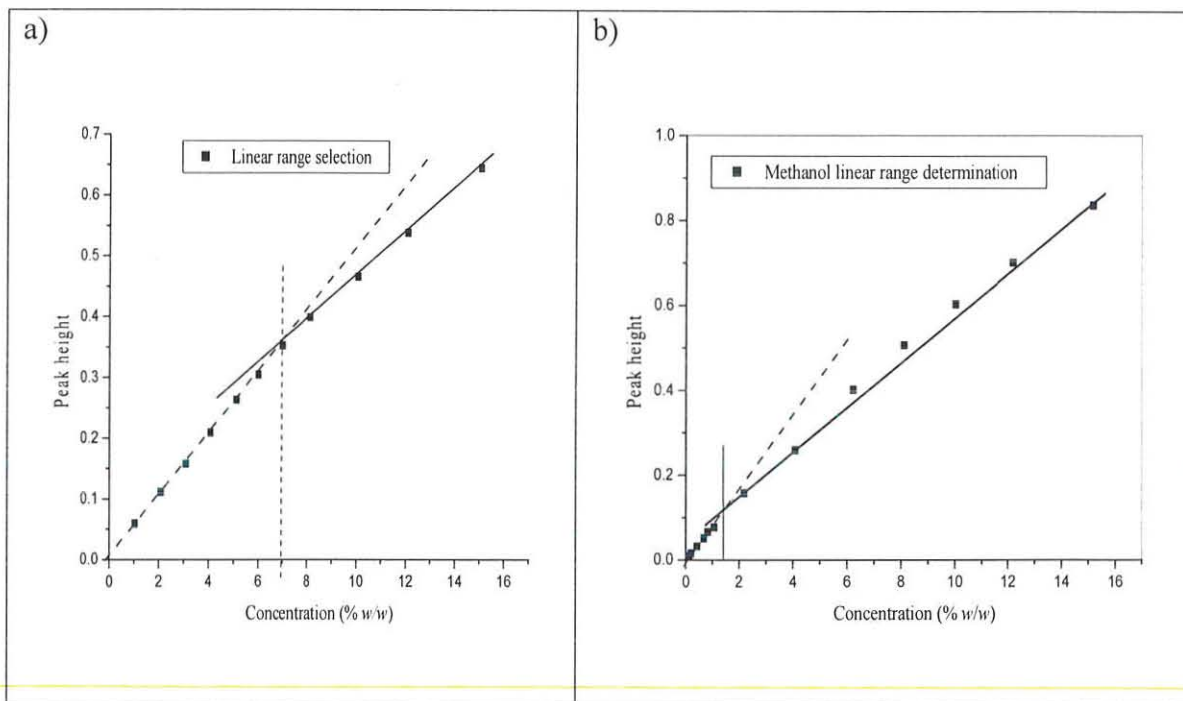 a)
Linear range selection
Peak height
0.7
0.6
0.5
0.4
0.3
0.2
0.1
0.0
0 2 4 6 8 10 12 14 16
Concentration (% w/w)
b)
Methanol linear range determination
Peak height
1.0
0.8
0.6
0.4
0.2
0.0
0 2 4 6 8 10 12 14 16
Concentration (% w/w)